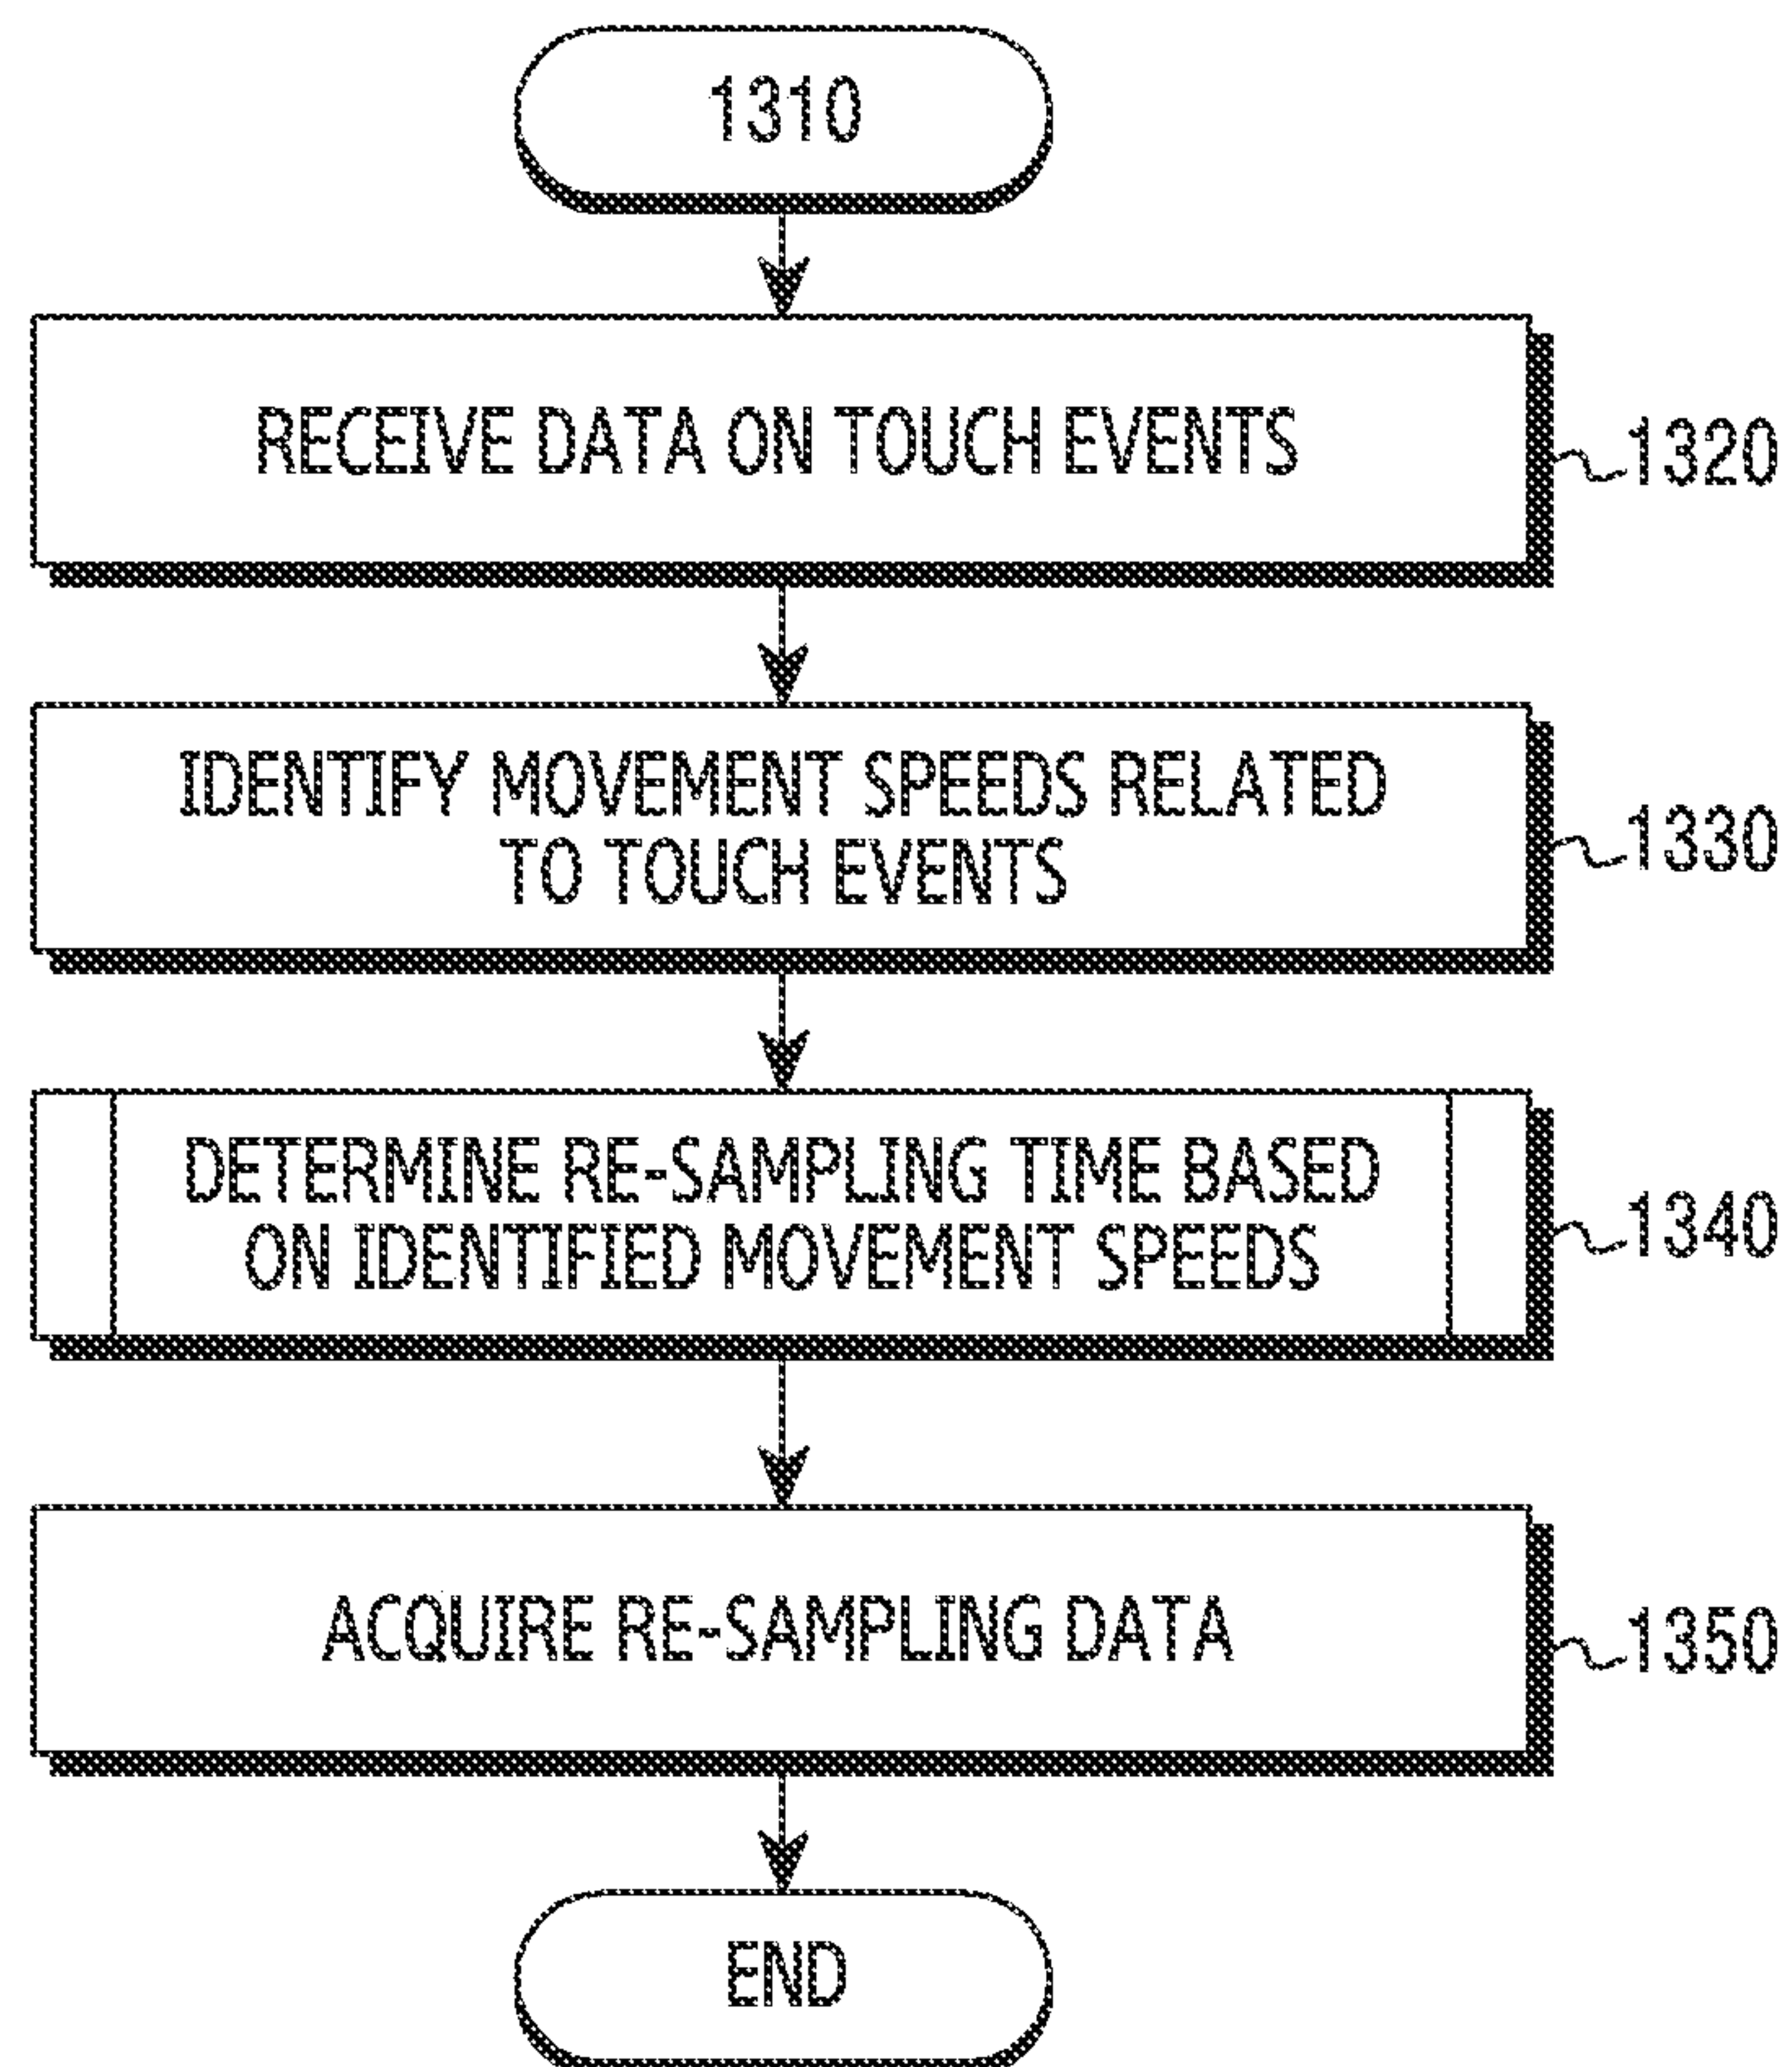 1310
RECEIVE DATA ON TOUCH EVENTS
1320
IDENTIFY MOVEMENT SPEEDS RELATED
TO TOUCH EVENTS
1330
DETERMINE RE-SAMPLING TIME BASED
ON IDENTIFIED MOVEMENT SPEEDS
1340
ACQUIRE RE-SAMPLING DATA
1350
END